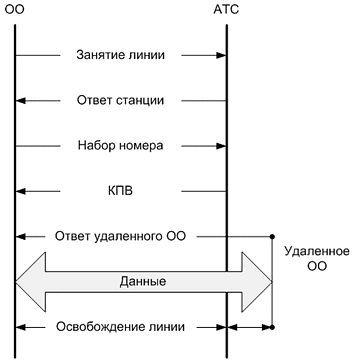 ОО
АТС
Занятие линии
Ответ станции
Набор номера
КПВ
Ответ удаленного ОО
Удаленное
ОО
Данные
Освобождение линии